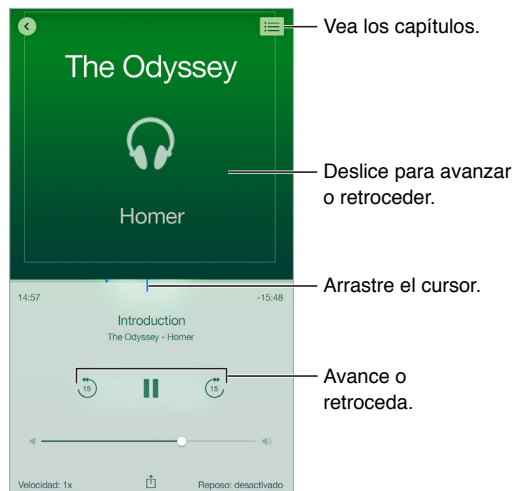 Vea los capítulos.
The Odyssey
Deslice para avanzar
o retroceder.
Homer
Arrastre el cursor.
14:57
-15:48
Introduction
The Odyssey - Homer
Avance o
retroceda.
15
15
Velocidad: 1x
Reposo: desactivado